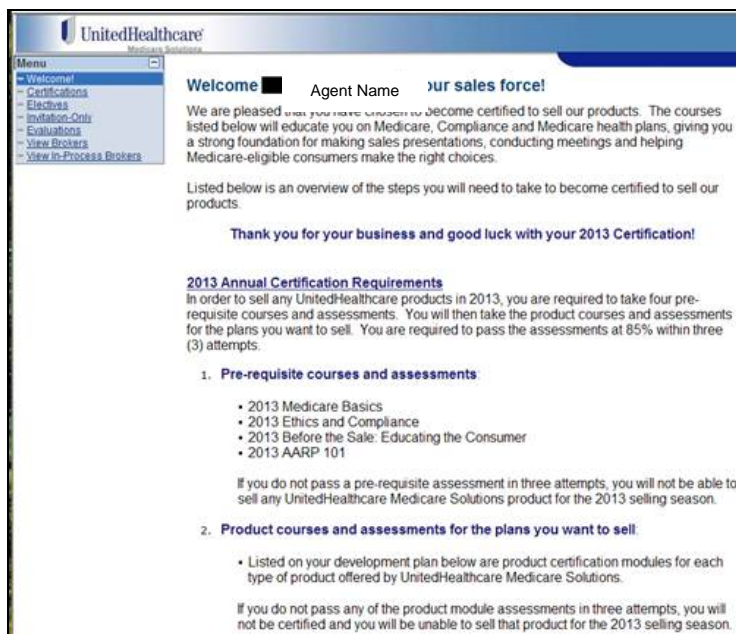 UnitedHealthcare
Medicare Solutions
Menu
Welcome!
Certifications
Electives
Invitation-Only
Evaluations
View Brokers
View In-Process Brokers
Welcome Agent Name our sales force!
We are pleased that you have chosen to become certified to sell our products. The courses
listed below will educate you on Medicare, Compliance and Medicare health plans, giving you
a strong foundation for making sales presentations, conducting meetings and helping
Medicare-eligible consumers make the right choices.
Listed below is an overview of the steps you will need to take to become certified to sell our
products.
Thank you for your business and good luck with your 2013 Certification!
2013 Annual Certification Requirements
In order to sell any UnitedHealthcare products in 2013, you are required to take four pre-
requisite courses and assessments. You will then take the product courses and assessments
for the plans you want to sell. You are required to pass the assessments at 85% within three
(3) attempts.
1. Pre-requisite courses and assessments:
• 2013 Medicare Basics
• 2013 Ethics and Compliance
• 2013 Before the Sale: Educating the Consumer
• 2013 AARP 101
If you do not pass a pre-requisite assessment in three attempts, you will not be able to
sell any UnitedHealthcare Medicare Solutions product for the 2013 selling season.
2. Product courses and assessments for the plans you want to sell:
• Listed on your development plan below are product certification modules for each
type of product offered by UnitedHealthcare Medicare Solutions.
If you do not pass any of the product module assessments in three attempts, you will
not be certified and you will be unable to sell that product for the 2013 selling season.